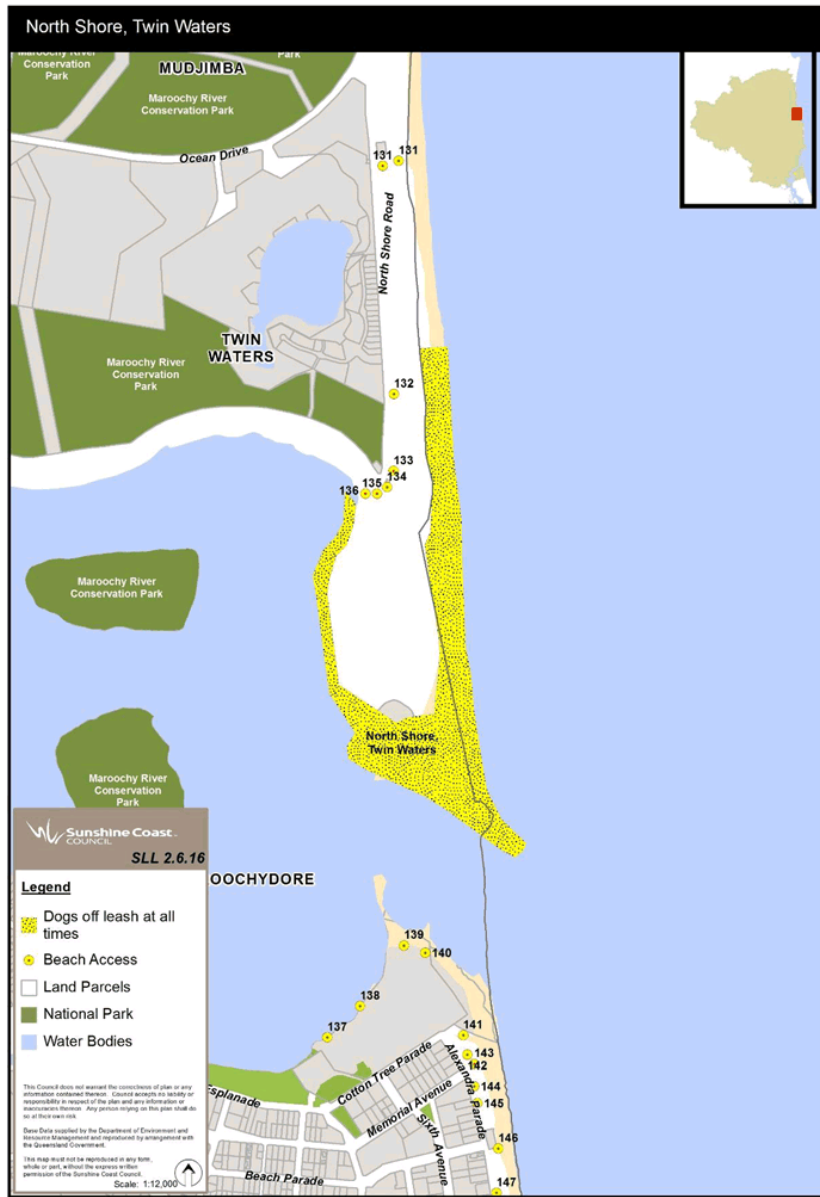 North Shore, Twin Waters
Maroochy River
Conservation
Park
MUDJIMBA
Park
Maroochy River
Conservation Park
Ocean Drive
131
131
North Shore Road
TWIN
WATERS
Maroochy River
Conservation
Park
132
133
134
135
136
Maroochy River
Conservation Park
North Shore,
Twin Waters
Maroochy River
Conservation
Park
OOCHYDORE
139
140
138
137
141
143
142
144
145
146
147
Alexandra Parade
Cotton Tree Parade
Memorial Avenue
Sixth Avenue
Esplanade
Beach Parade
Sunshine Coast
COUNCIL
SLL 2.6.16
Legend
Dogs off leash at all
times
Beach Access
Land Parcels
National Park
Water Bodies
This Council does not warrant the correctness of plan or any
information contained thereon. Council accepts no liability or
responsibility in respect of the plan and any information or
inaccuracies thereon. Any person relying on this plan shall do
so at their own risk.
Base Data supplied by the Department of Environment and
Resource Management and reproduced by arrangement with
the Queensland Government.
This map must not be reproduced in any form,
whole or part, without the express written
permission of the Sunshine Coast Council.
Scale: 1:12,000